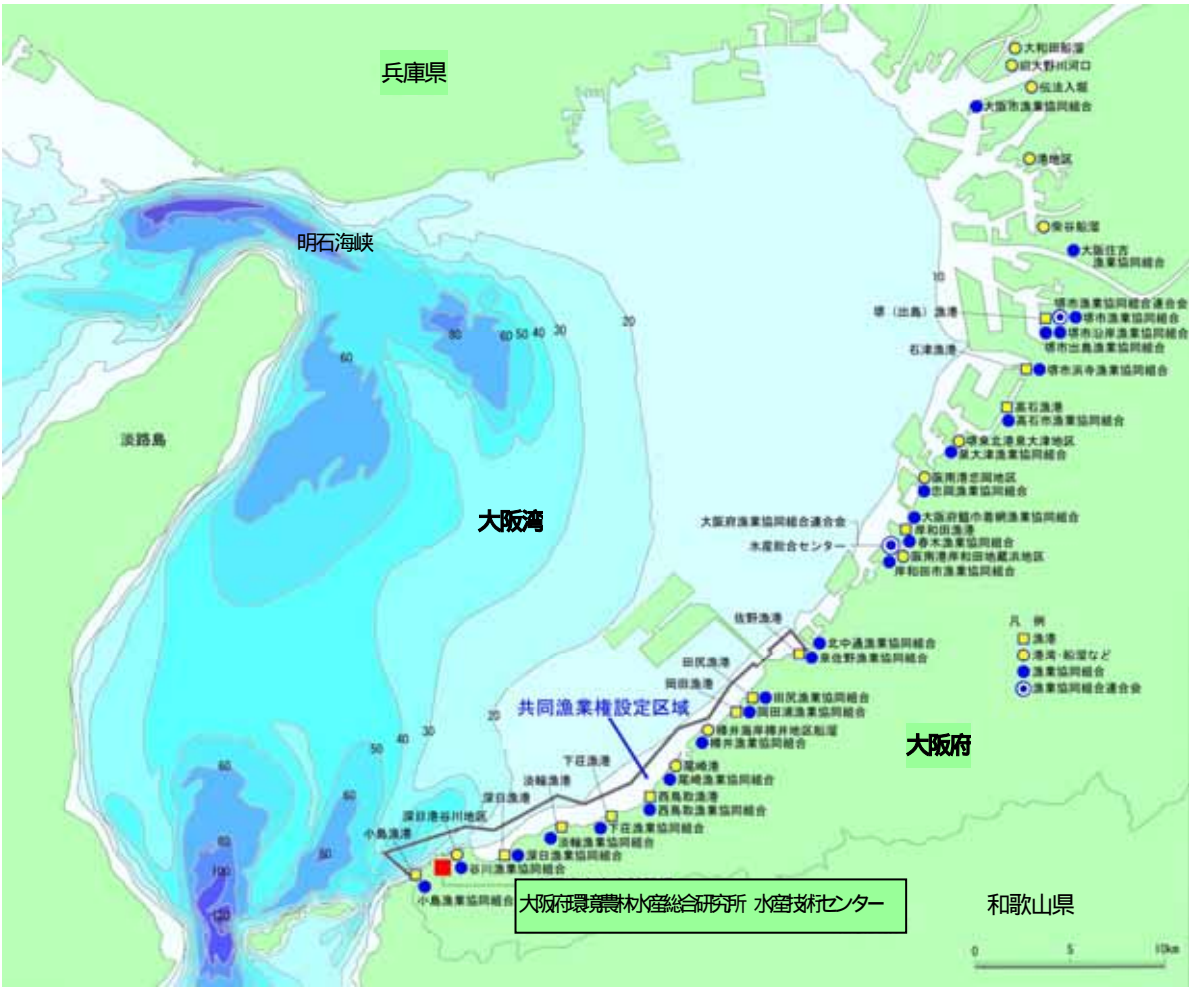 兵庫県
大和田船溜
旧大野川河口
伝法入堀
大阪市漁業協同組合
港地区
柴谷船溜
大阪住吉
漁業協同組合
明石海峡
10
堺市漁業協同組合連合会
堺（出島）漁港
堺市漁業協同組合
堺市沿岸漁業協同組合
堺市出島漁業協同組合
石津漁港
堺市浜寺漁業協同組合
80
60
50
40
30
20
60
淡路島
高石漁港
高石市漁業協同組合
堺泉北港泉大津地区
泉大津漁業協同組合
阪南港忠岡地区
忠岡漁業協同組合
大阪湾
大阪府鰮巾着網漁業協同組合
大阪府漁業協同組合連合会
岸和田漁港
水産総合センター
春木漁業協同組合
阪南港岸和田地蔵浜地区
岸和田市漁業協同組合
佐野漁港
北中通漁業協同組合
泉佐野漁業協同組合
凡 例
漁港
港湾・船溜など
漁業協同組合
漁業協同組合連合会
田尻漁港
田尻漁業協同組合
岡田漁港
岡田浦漁業協同組合
共同漁業権設定区域
樽井海岸樽井地区船溜
樽井漁業協同組合
大阪府
20
30
40
50
下荘漁港
尾崎港
尾崎漁業協同組合
淡輪漁港
西鳥取漁港
西鳥取漁業協同組合
深日漁港
深日港谷川地区
下荘漁業協同組合
小島漁港
淡輪漁業協同組合
深日漁業協同組合
谷川漁業協同組合
小島漁業協同組合
60
60
80
100
120
大阪府環境農林水産総合研究所 水産技術センター
和歌山県
0
5
10km